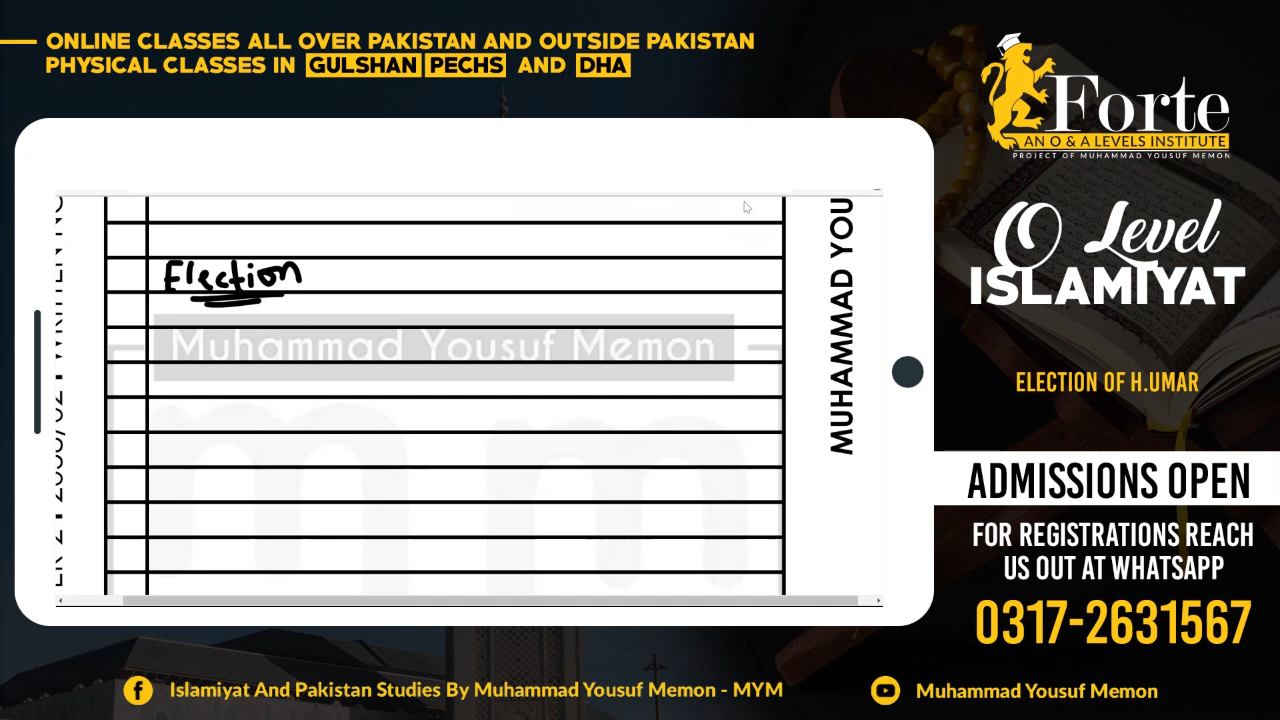 ONLINE CLASSES ALL OVER PAKISTAN AND OUTSIDE PAKISTAN
PHYSICAL CLASSES IN GULSHAN PECHS AND DHA
Forte
AN O & A LEVELS INSTITUTE
PROJECT OF MUHAMMAD YOUSUF MEMON
Election
Muhammad Yousuf Memon
mm
MUHAMMAD YOU
O Level
ISLAMIYAT
ELECTION OF H.UMAR
ADMISSIONS OPEN
FOR REGISTRATIONS REACH
US OUT AT WHATSAPP
0317-2631567
Islamiyat And Pakistan Studies By Muhammad Yousuf Memon - MYM
Muhammad Yousuf Memon